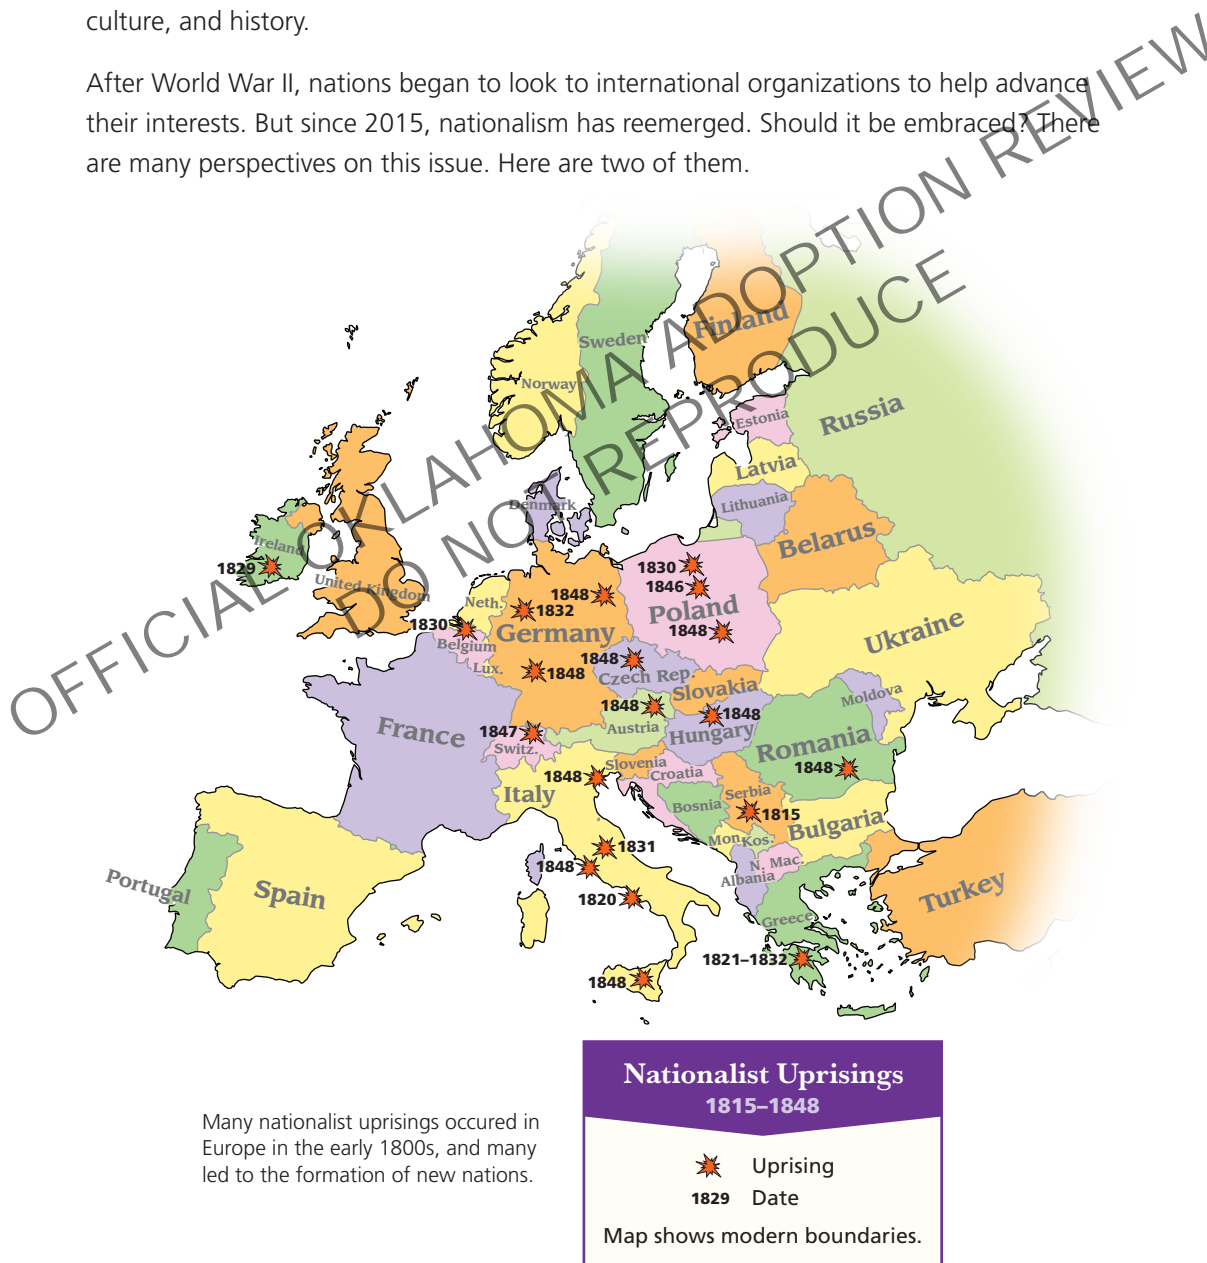 culture, and history.
After World War II, nations began to look to international organizations to help advance
their interests. But since 2015, nationalism has reemerged. Should it be embraced? There
are many perspectives on this issue. Here are two of them.
OFFICIAL OKLAHOMA ADOPTION REVIEW
DO NOT REPRODUCE
Finland
Sweden
Norway
Russia
Estonia
Latvia
Lithuania
Denmark
Belarus
Ireland
1829
United Kingdom
1830
1846
Poland
1848
Neth.
1848
1832
Germany
1830
Belgium
Lux.
1848
1848
Czech Rep.
Ukraine
Slovakia
1848
Austria
1848
Hungary
Moldova
France
1847
Switz.
Romania
1848
Slovenia
Croatia
1848
Italy
Bosnia
Serbia
1815
Bulgaria
Mon.
Kos.
N. Mac.
Albania
1831
1848
1820
Portugal
Spain
Turkey
Greece
1821–1832
1848
Many nationalist uprisings occured in
Europe in the early 1800s, and many
led to the formation of new nations.
Nationalist Uprisings
1815–1848
Uprising
1829 Date
Map shows modern boundaries.